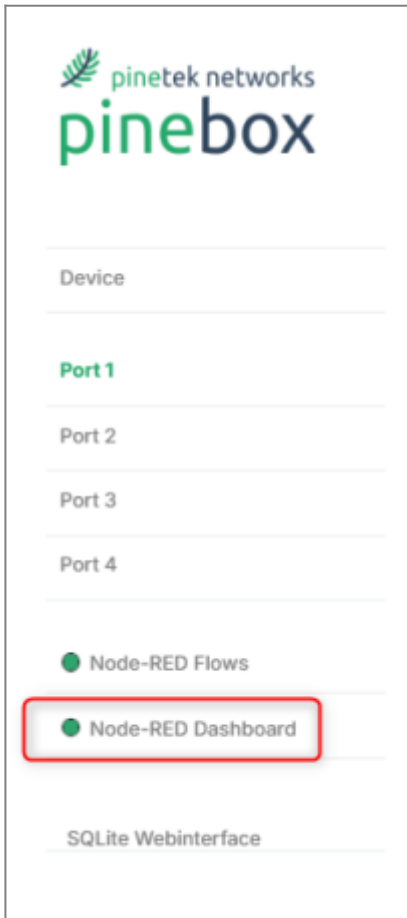 pinetek networks
pinebox
Device
Port 1
Port 2
Port 3
Port 4
Node-RED Flows
Node-RED Dashboard
SQLite Webinterface